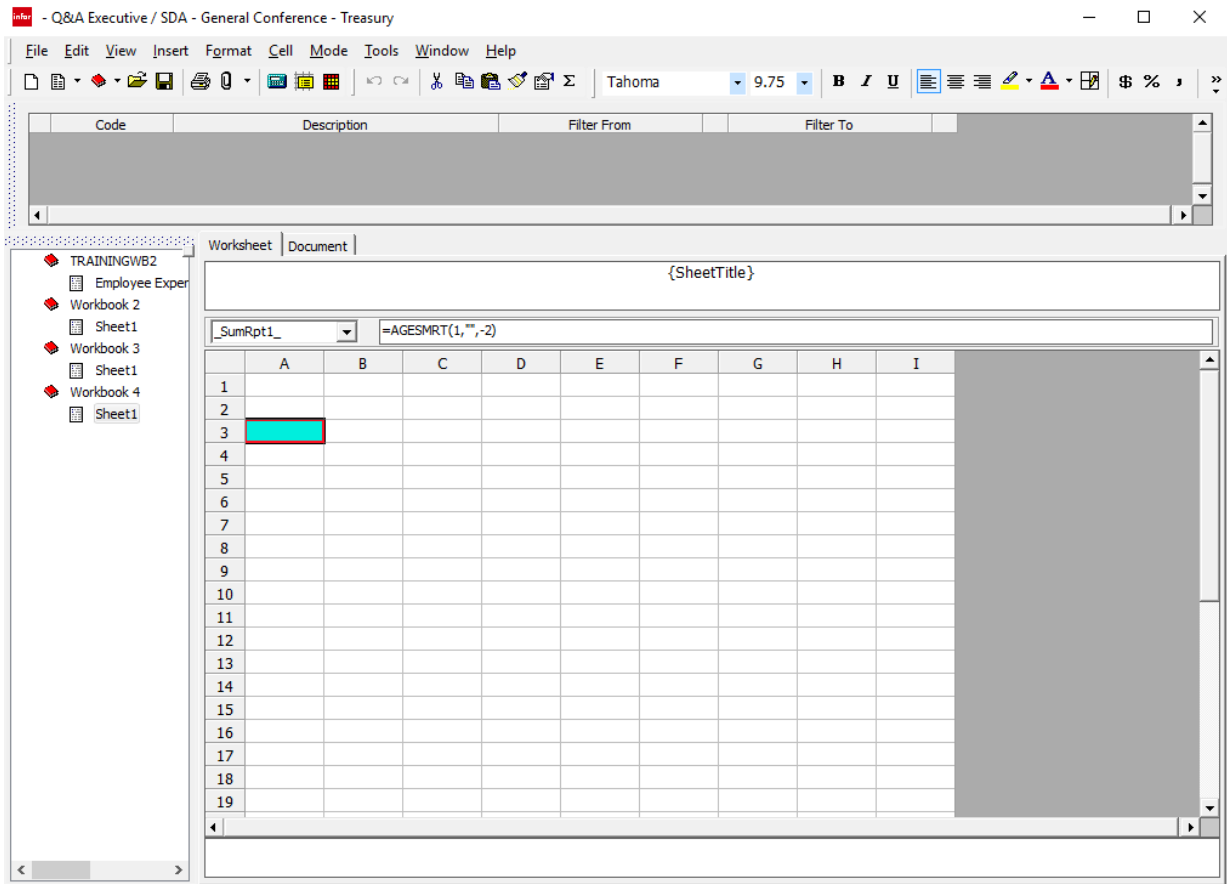 infor - Q&A Executive / SDA - General Conference - Treasury
File Edit View Insert Format Cell Mode Tools Window Help
Tahoma 9.75 B I U A $ % ,
Code Description Filter From Filter To
TRAININGWB2
Employee Exper
Workbook 2
Sheet1
Workbook 3
Sheet1
Workbook 4
Sheet1
Worksheet Document
{SheetTitle}
_SumRpt1_ =AGESMRT(1,"",-2)
A B C D E F G H I
1
2
3
4
5
6
7
8
9
10
11
12
13
14
15
16
17
18
19